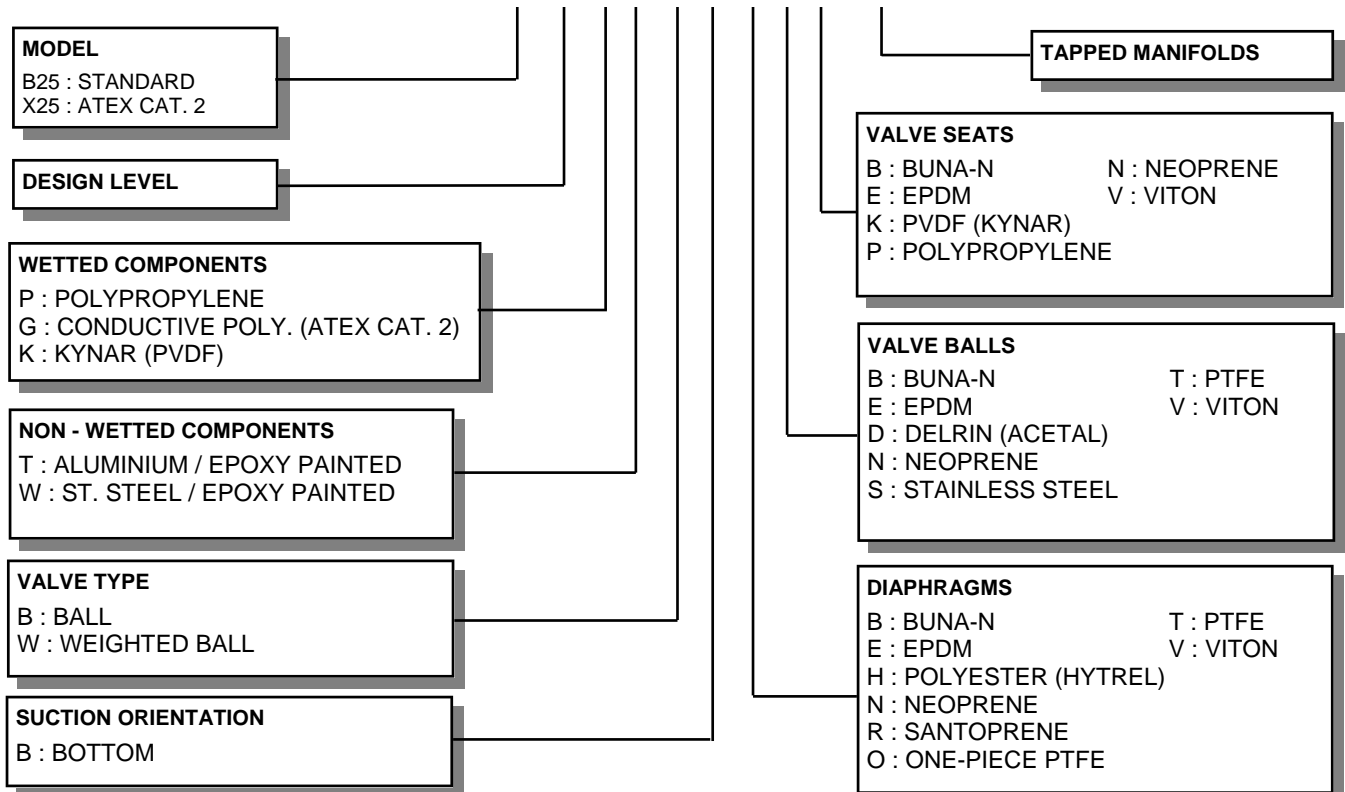 MODEL
B25 : STANDARD
X25 : ATEX CAT. 2
DESIGN LEVEL
WETTED COMPONENTS
P : POLYPROPYLENE
G : CONDUCTIVE POLY. (ATEX CAT. 2)
K : KYNAR (PVDF)
NON - WETTED COMPONENTS
T : ALUMINIUM / EPOXY PAINTED
W : ST. STEEL / EPOXY PAINTED
VALVE TYPE
B : BALL
W : WEIGHTED BALL
SUCTION ORIENTATION
B : BOTTOM
TAPPED MANIFOLDS
VALVE SEATS
B : BUNA-N N : NEOPRENE
E : EPDM V : VITON
K : PVDF (KYNAR)
P : POLYPROPYLENE
VALVE BALLS
B : BUNA-N T : PTFE
E : EPDM V : VITON
D : DELRIN (ACETAL)
N : NEOPRENE
S : STAINLESS STEEL
DIAPHRAGMS
B : BUNA-N T : PTFE
E : EPDM V : VITON
H : POLYESTER (HYTREL)
N : NEOPRENE
R : SANTOPRENE
O : ONE-PIECE PTFE